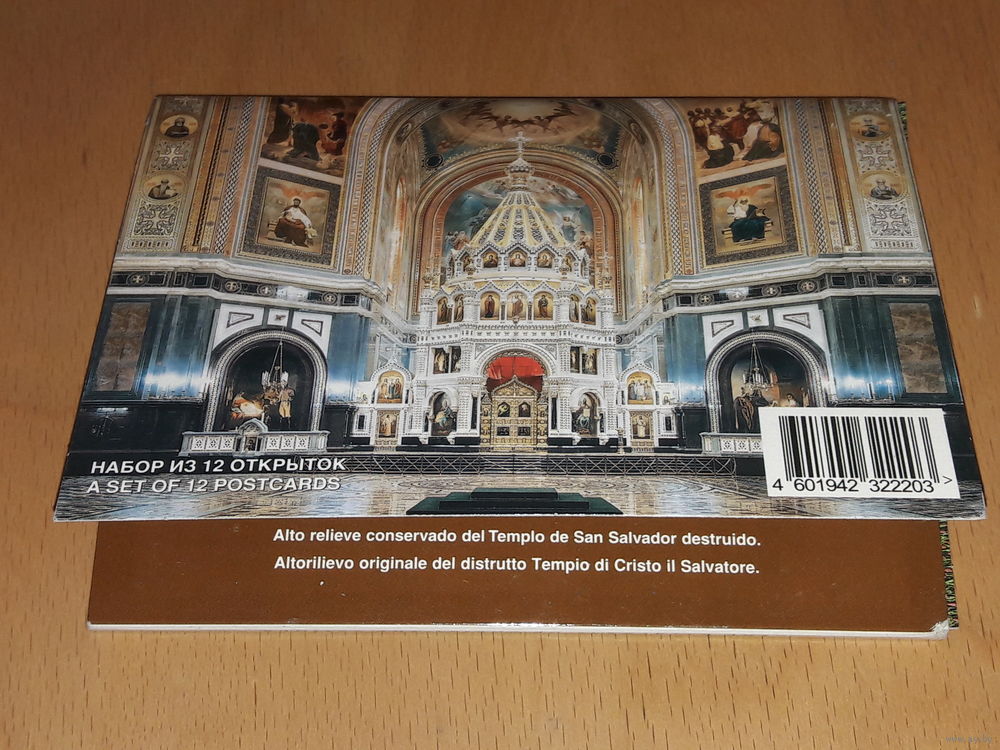 НАБОР ИЗ 12 ОТКРЫТОК
A SET OF 12 POSTCARDS
4 601942 322203 >
Alto relieve conservado del Templo de San Salvador destruido.
Altorilievo originale del distrutto Tempio di Cristo il Salvatore.